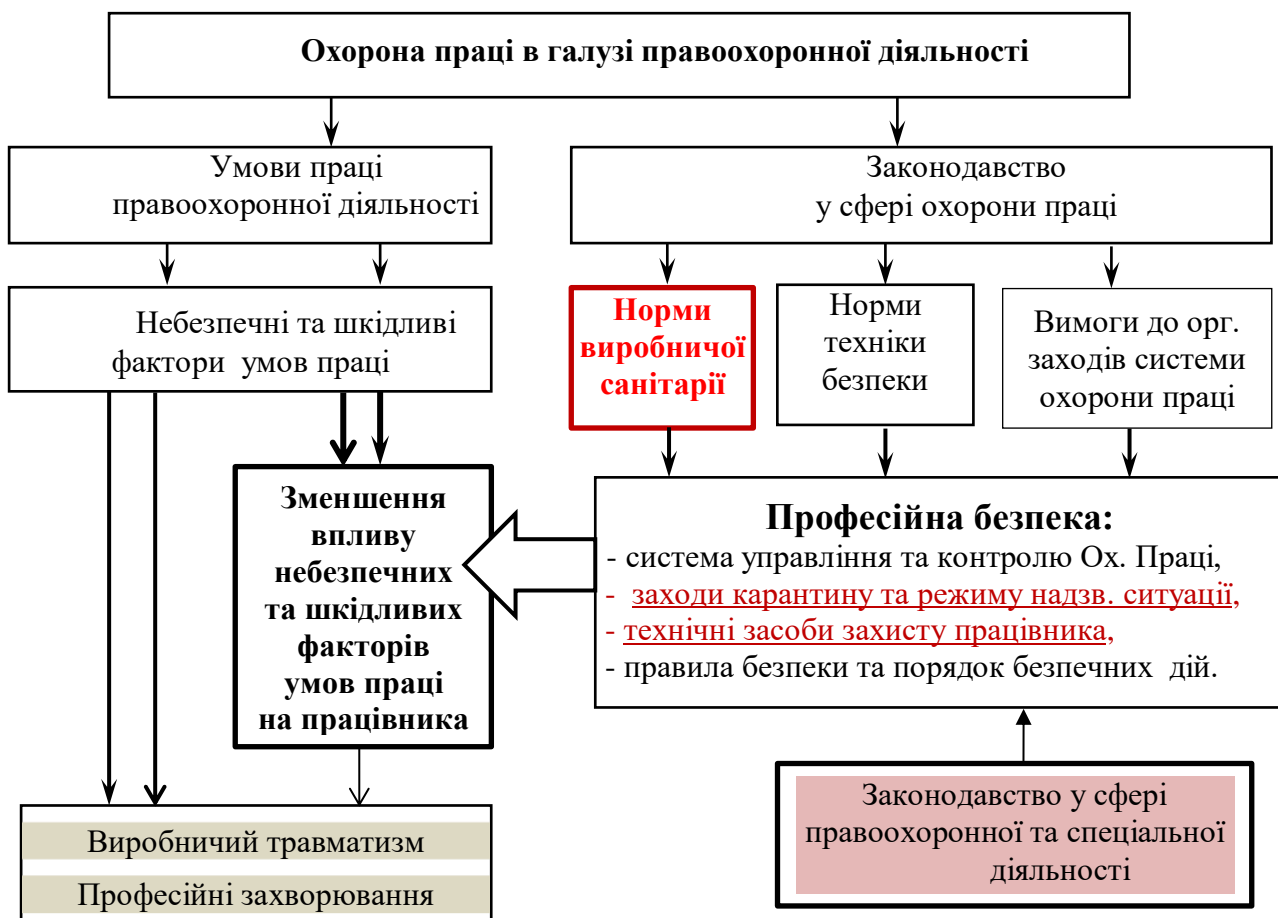 Охорона праці в галузі правоохоронної діяльності
Умови праці
правоохоронної діяльності
Законодавство
у сфері охорони праці
Небезпечні та шкідливі
фактори умов праці
Норми
виробничої
санітарії
Норми
техніки
безпеки
Вимоги до орг.
заходів системи
охорони праці
Зменшення
впливу
небезпечних
та шкідливих
факторів
умов праці
на працівника
Професійна безпека:
- система управління та контролю Ох. Праці,
- заходи карантину та режиму надзв. ситуації,
- технічні засоби захисту працівника,
- правила безпеки та порядок безпечних дій.
Виробничий травматизм
Професійні захворювання
Законодавство у сфері
правоохоронної та спеціальної
діяльності